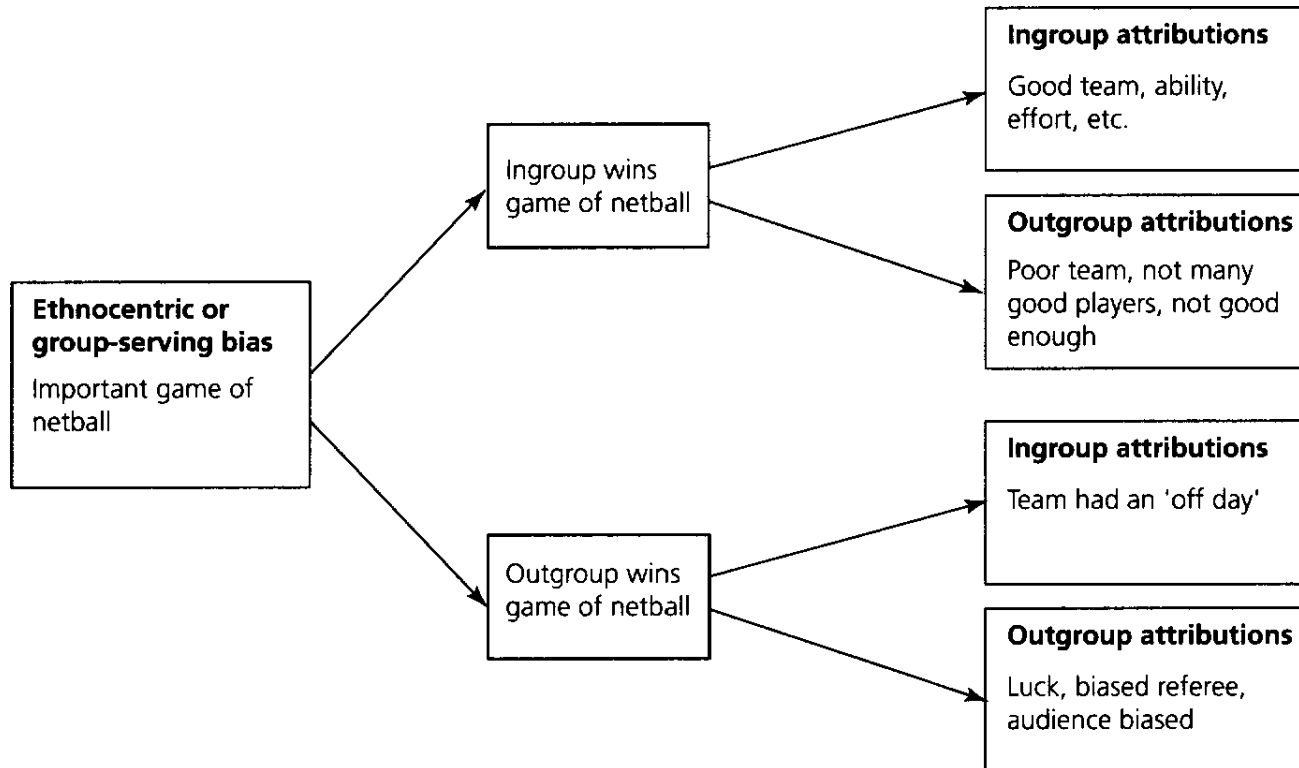 Ethnocentric or
group-serving bias
Important game of
netball
Ingroup wins
game of netball
Ingroup attributions
Good team, ability,
effort, etc.
Outgroup attributions
Poor team, not many
good players, not good
enough
Outgroup wins
game of netball
Ingroup attributions
Team had an 'off day'
Outgroup attributions
Luck, biased referee,
audience biased